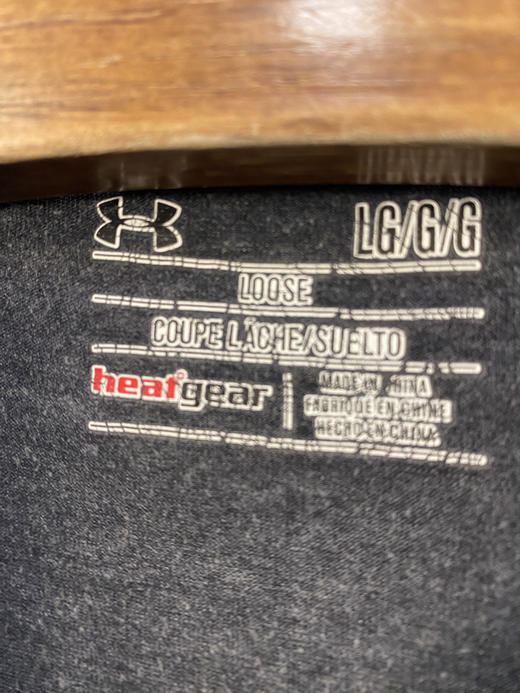 LG/G/G
LOOSE
COUPE LÂCHE/SUELTO
heatgear
MADE IN CHINA
FABRIQUÉ EN CHINE
HECHO EN CHINA